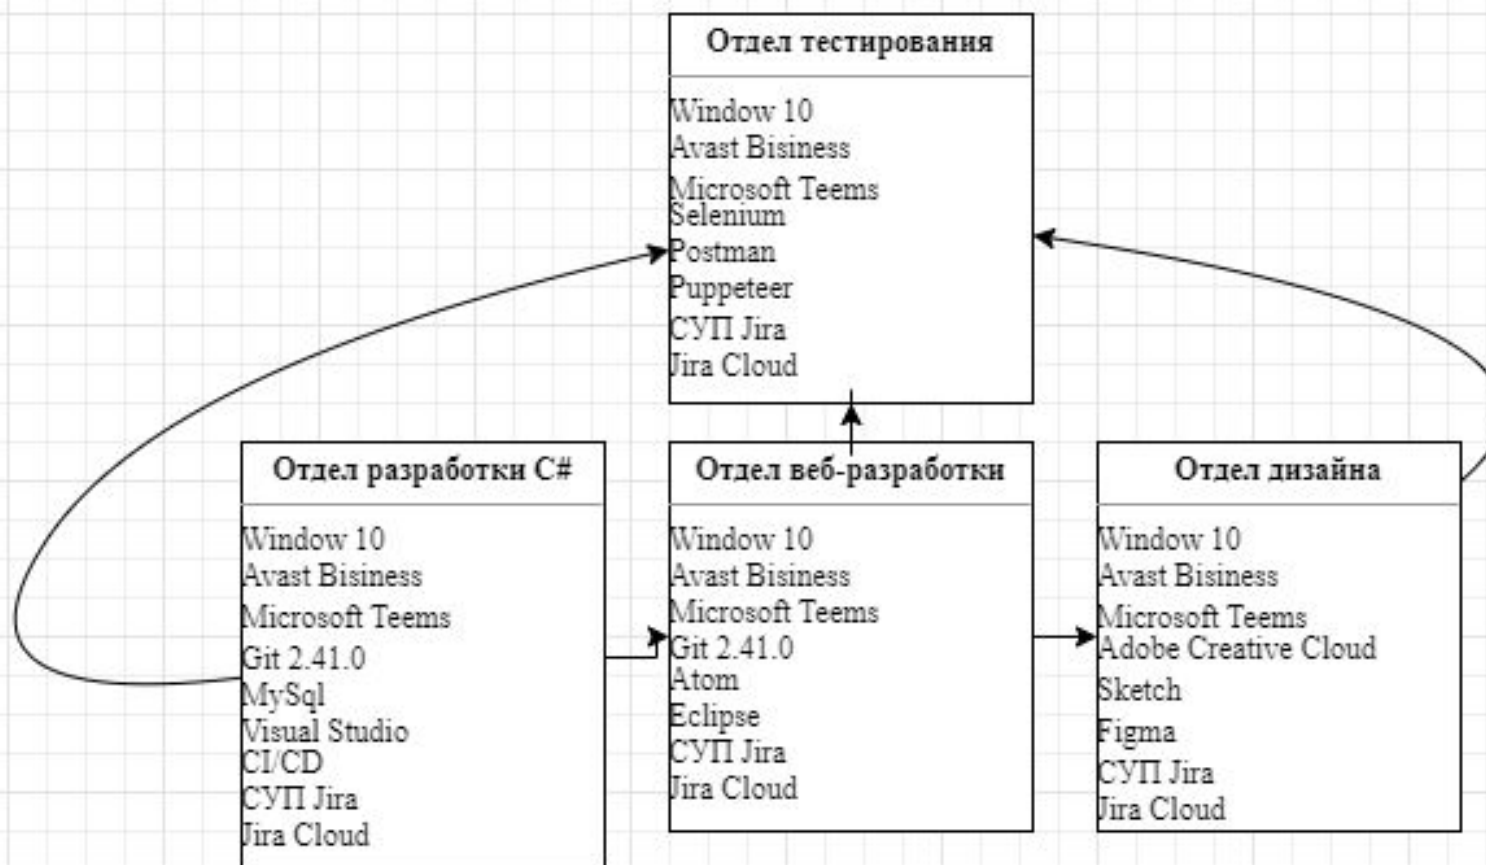 Отдел тестирования
Window 10
Avast Bisiness
Microsoft Teems
Selenium
Postman
Puppeteer
СУП Jira
Jira Cloud
Отдел разработки C#
Window 10
Avast Bisiness
Microsoft Teems
Git 2.41.0
MySql
Visual Studio
CI/CD
СУП Jira
Jira Cloud
Отдел веб-разработки
Window 10
Avast Bisiness
Microsoft Teems
Git 2.41.0
Atom
Eclipse
СУП Jira
Jira Cloud
Отдел дизайна
Window 10
Avast Bisiness
Microsoft Teems
Adobe Creative Cloud
Sketch
Figma
СУП Jira
Jira Cloud